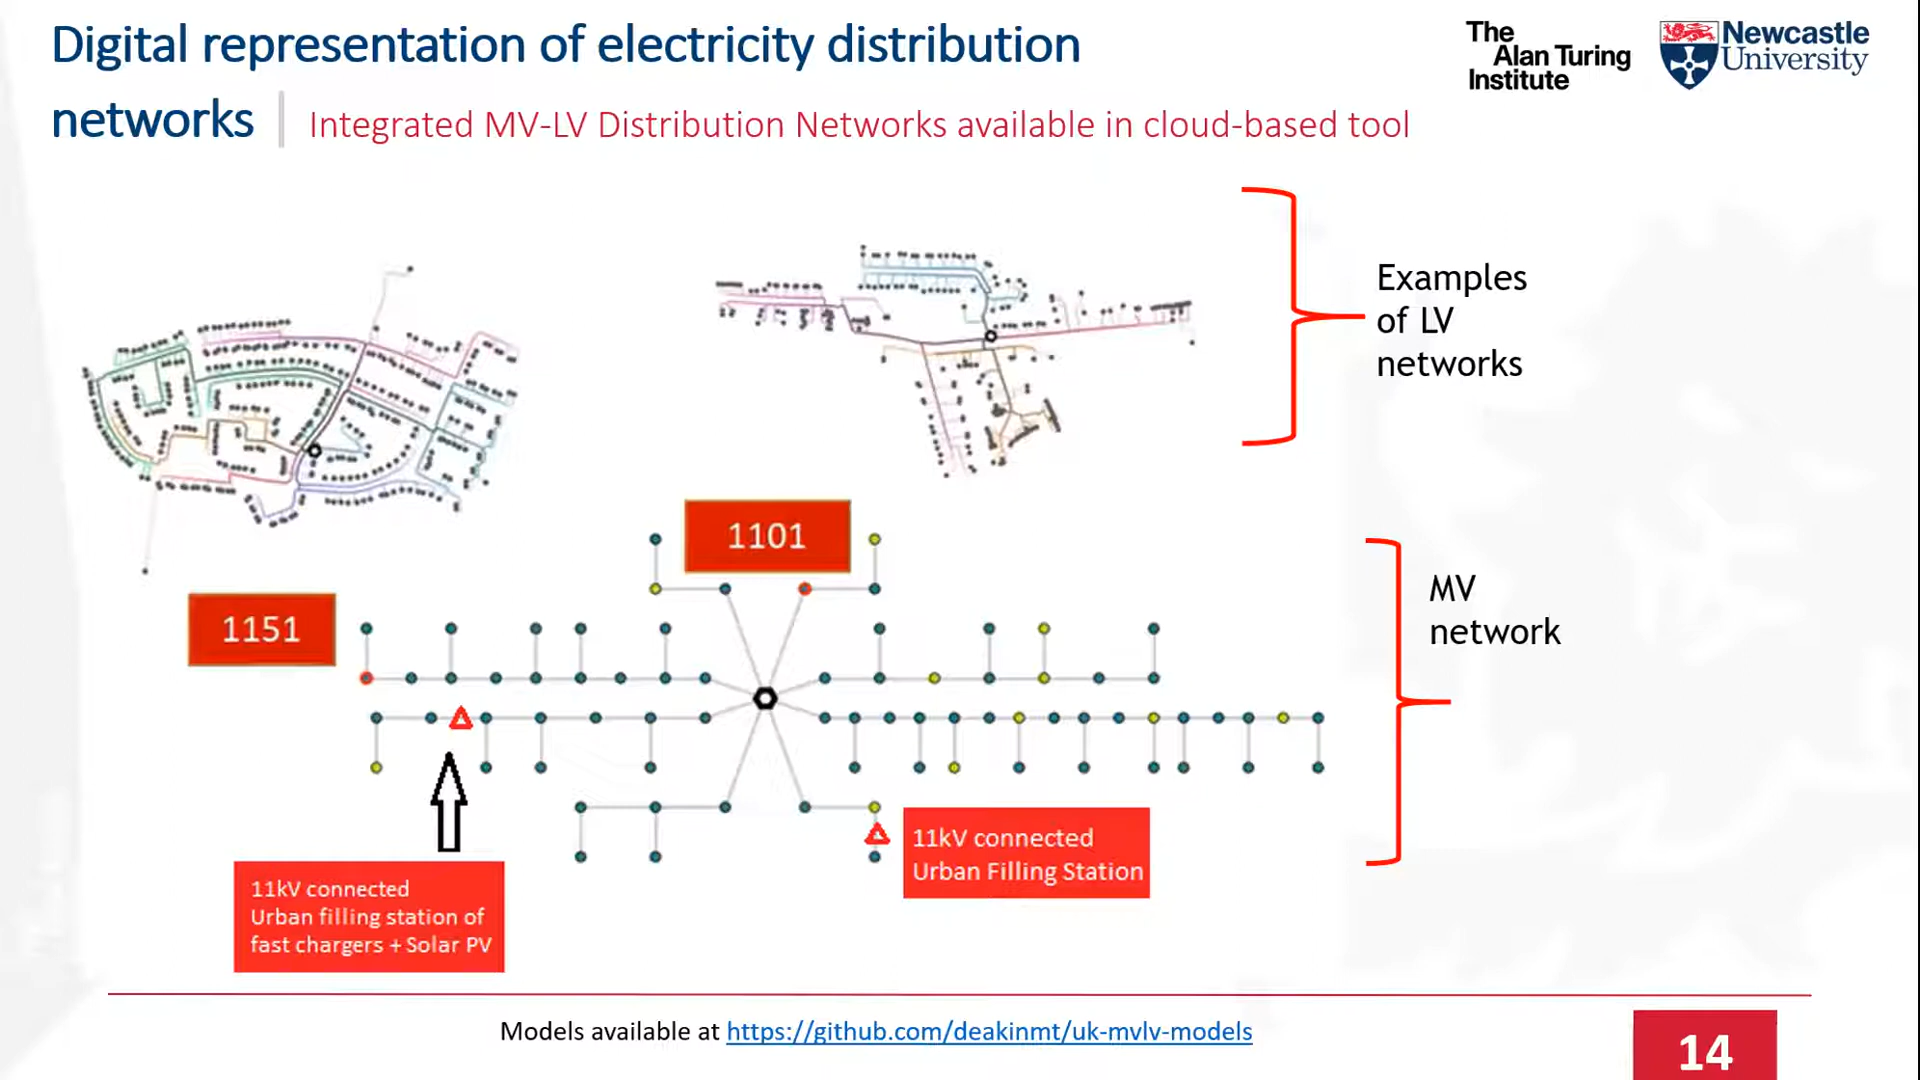 Digital representation of electricity distribution
networks
Integrated MV-LV Distribution Networks available in cloud-based tool
The
Alan Turing
Institute
Newcastle
University
Examples
of LV
networks
1101
1151
MV
network
11kV connected
Urban Filling Station
11kV connected
Urban filling station of
fast chargers + Solar PV
Models available at https://github.com/deakinmt/uk-mvlv-models
14